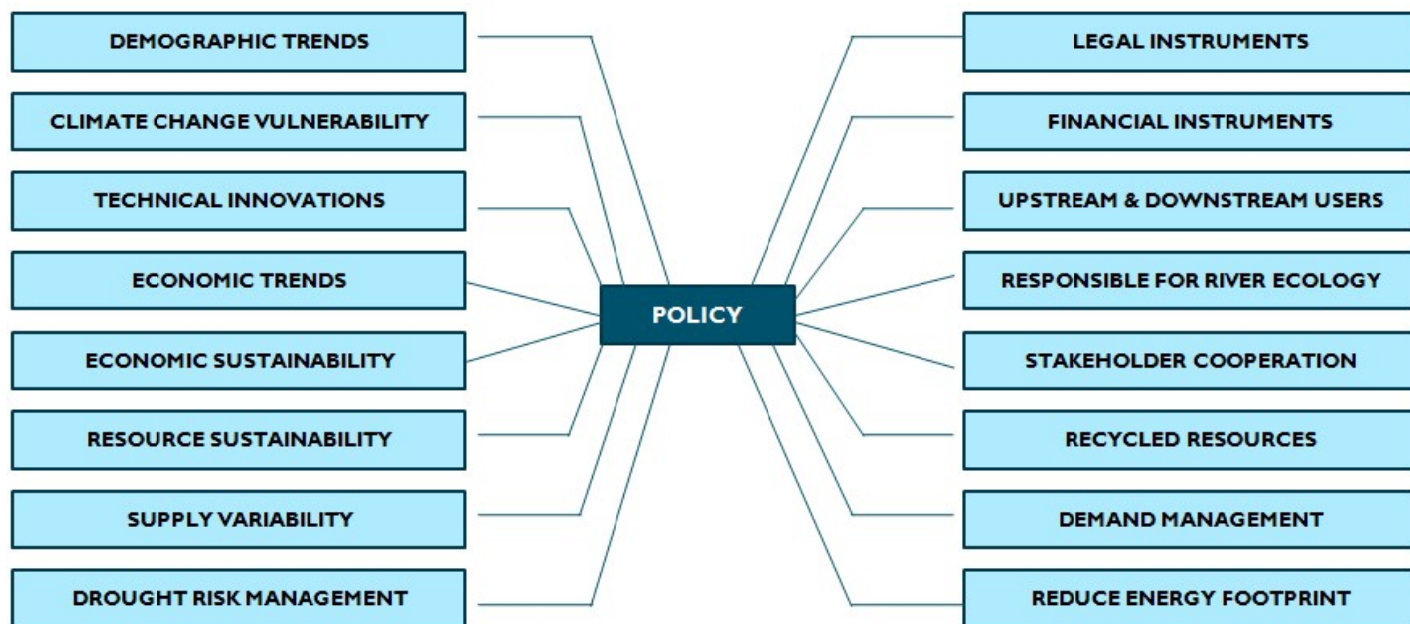 DEMOGRAPHIC TRENDS
CLIMATE CHANGE VULNERABILITY
TECHNICAL INNOVATIONS
ECONOMIC TRENDS
ECONOMIC SUSTAINABILITY
RESOURCE SUSTAINABILITY
SUPPLY VARIABILITY
DROUGHT RISK MANAGEMENT
POLICY
LEGAL INSTRUMENTS
FINANCIAL INSTRUMENTS
UPSTREAM & DOWNSTREAM USERS
RESPONSIBLE FOR RIVER ECOLOGY
STAKEHOLDER COOPERATION
RECYCLED RESOURCES
DEMAND MANAGEMENT
REDUCE ENERGY FOOTPRINT